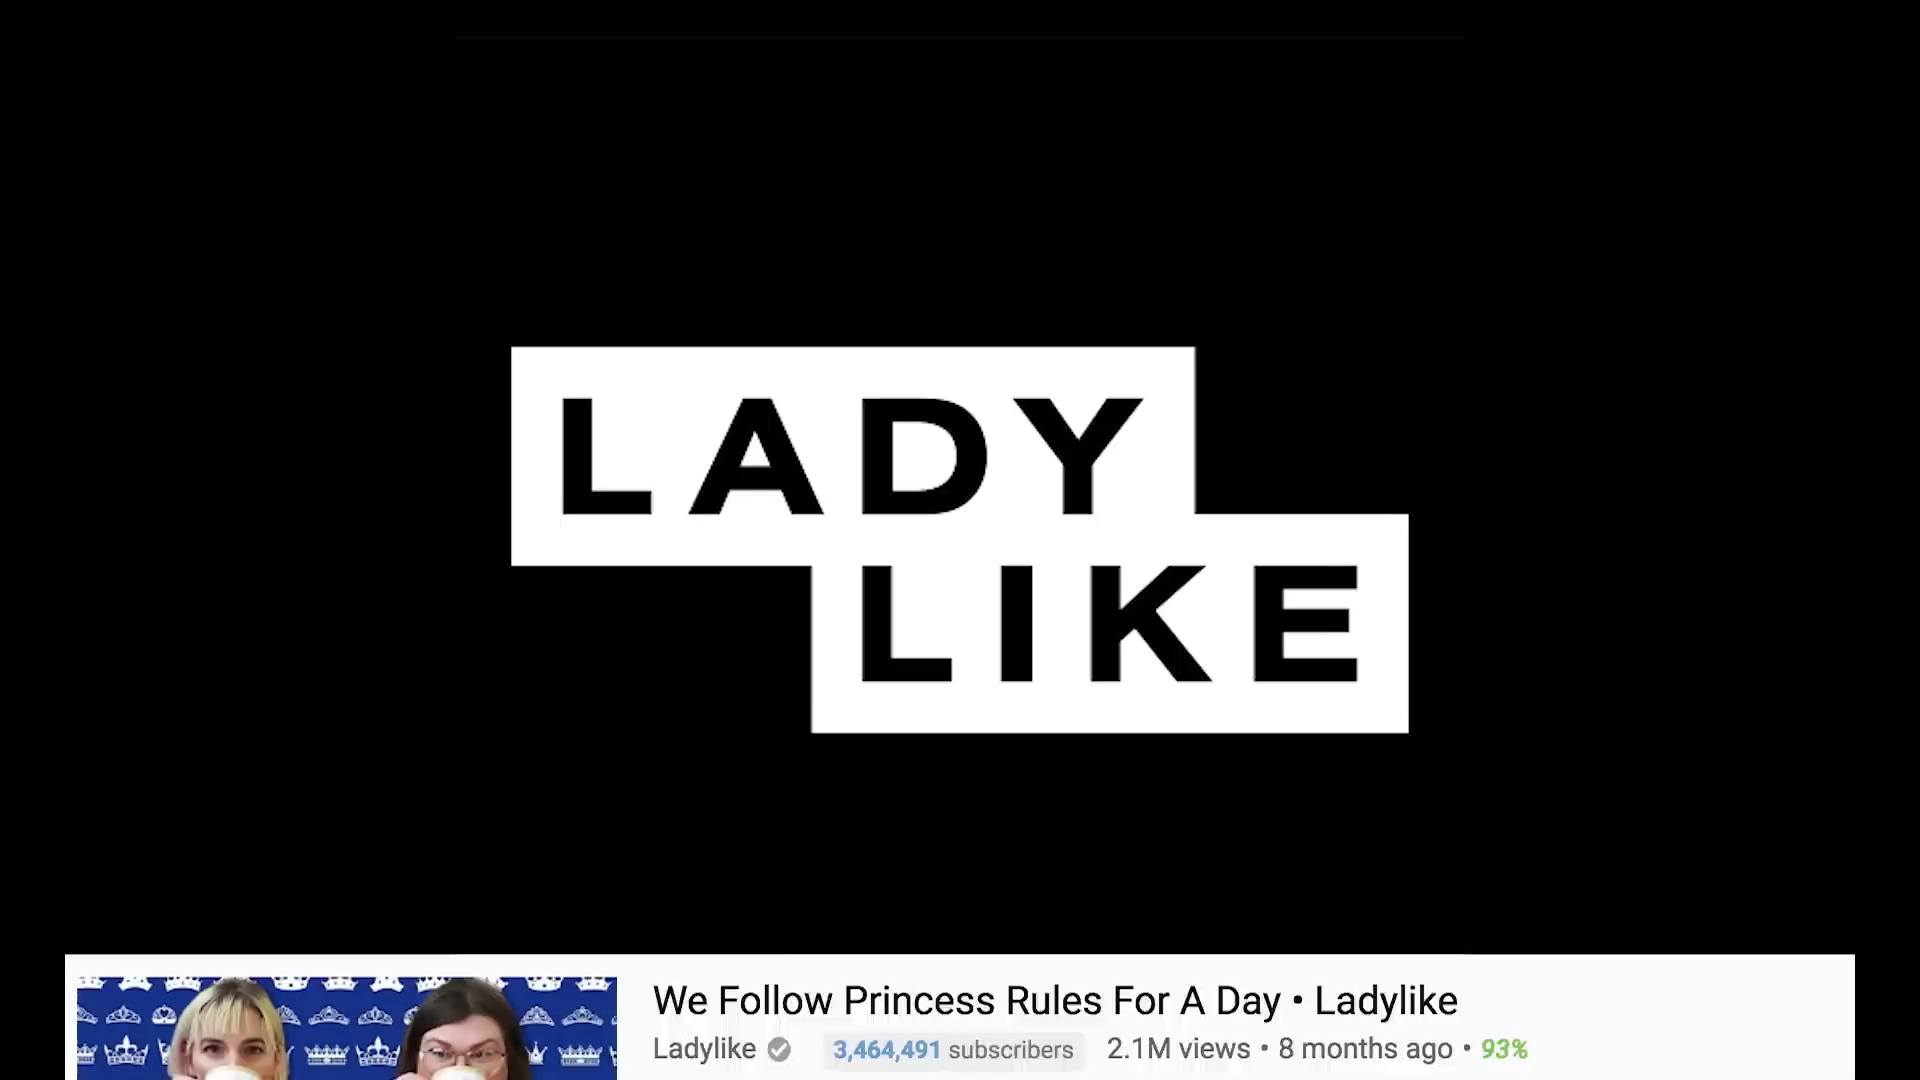 LADY
LIKE
We Follow Princess Rules For A Day • Ladylike
Ladylike 3,464,491 subscribers 2.1M views • 8 months ago • 93%